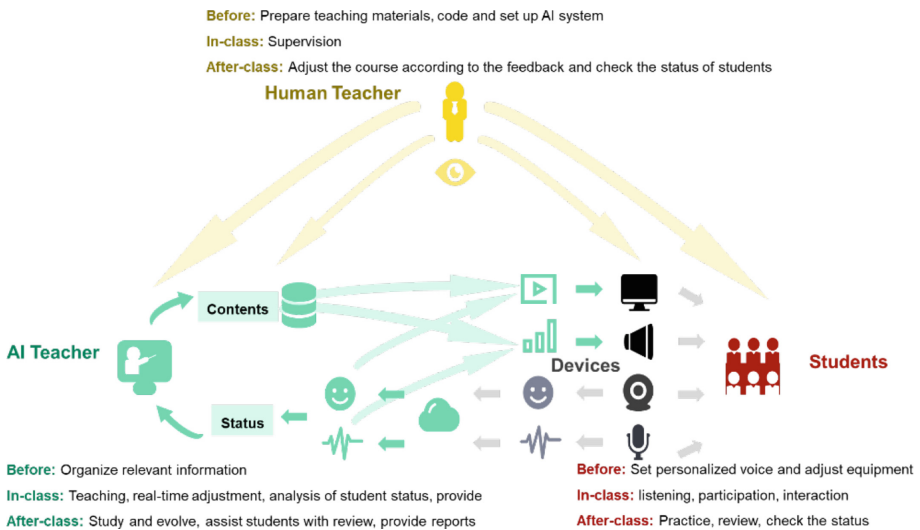 Before: Prepare teaching materials, code and set up AI system
In-class: Supervision
After-class: Adjust the course according to the feedback and check the status of students
Human Teacher
Contents
AI Teacher
Devices
Students
Status
Before: Organize relevant information
In-class: Teaching, real-time adjustment, analysis of student status, provide
After-class: Study and evolve, assist students with review, provide reports
Before: Set personalized voice and adjust equipment
In-class: listening, participation, interaction
After-class: Practice, review, check the status